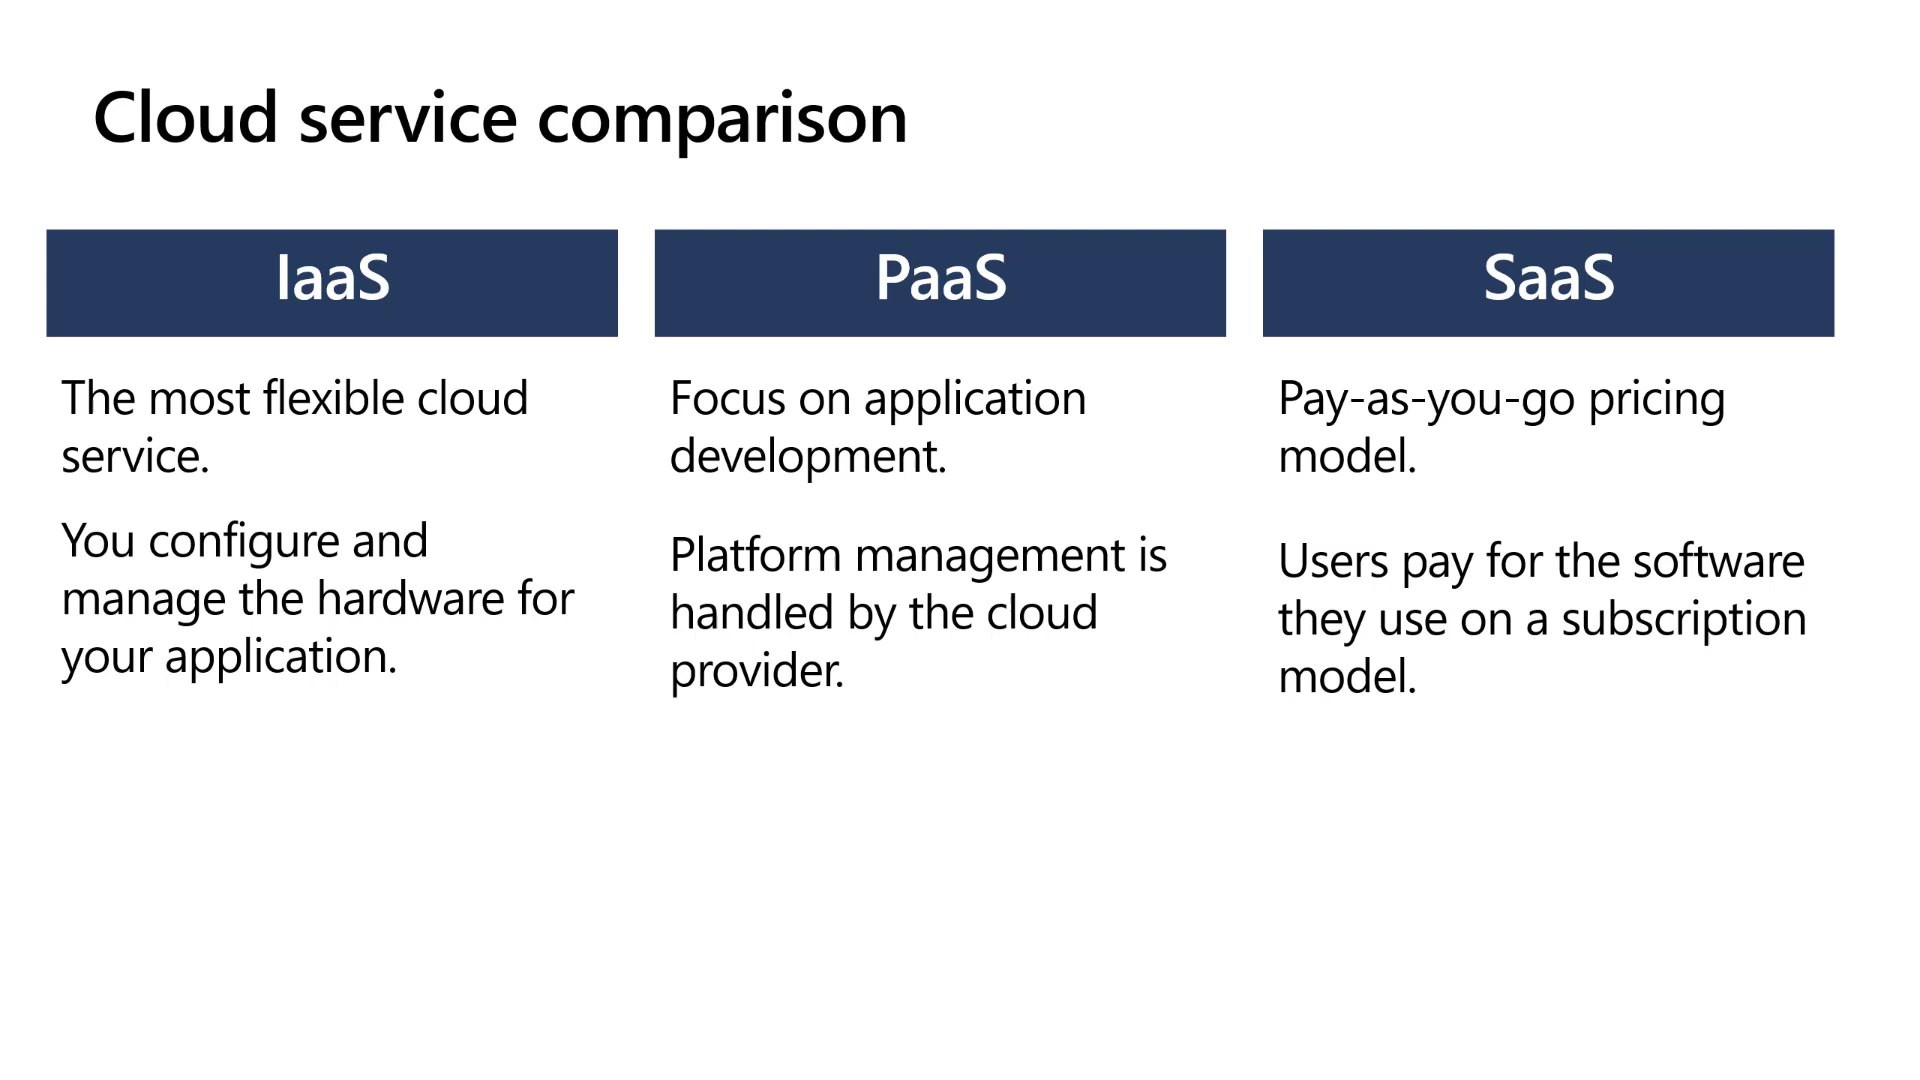 Cloud service comparison
IaaS
The most flexible cloud
service.
You configure and
manage the hardware for
your application.
PaaS
Focus on application
development.
Platform management is
handled by the cloud
provider.
SaaS
Pay-as-you-go pricing
model.
Users pay for the software
they use on a subscription
model.